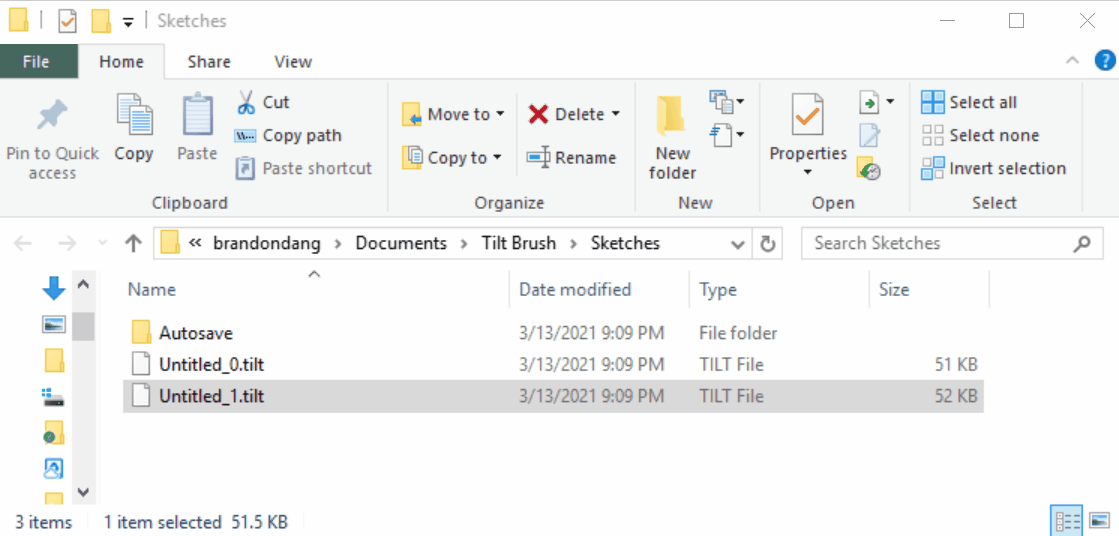 Sketches
File Home Share View
Pin to Quick access
Copy
Paste
Cut
Copy path
Paste shortcut
Clipboard
Move to
Copy to
Delete
Rename
Organize
New folder
New
Properties
Open
Select all
Select none
Invert selection
Select
« brandondang › Documents › Tilt Brush › Sketches
Search Sketches
Name Date modified Type Size
Autosave 3/13/2021 9:09 PM File folder
Untitled_0.tilt 3/13/2021 9:09 PM TILT File 51 KB
Untitled_1.tilt 3/13/2021 9:09 PM TILT File 52 KB
3 items 1 item selected 51.5 KB